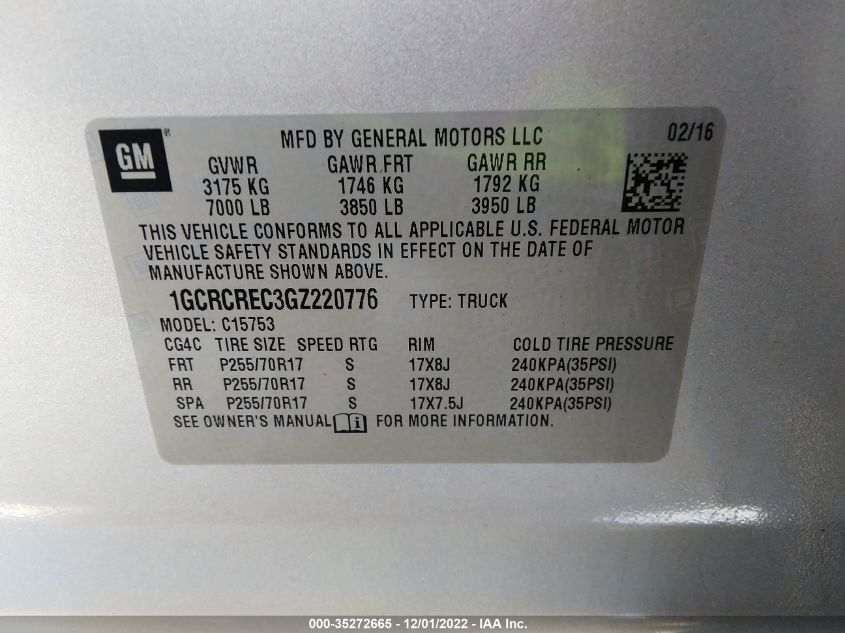 GM ®
MFD BY GENERAL MOTORS LLC 02/16
GVWR GAWR FRT GAWR RR
3175 KG 1746 KG 1792 KG
7000 LB 3850 LB 3950 LB
THIS VEHICLE CONFORMS TO ALL APPLICABLE U.S. FEDERAL MOTOR
VEHICLE SAFETY STANDARDS IN EFFECT ON THE DATE OF
MANUFACTURE SHOWN ABOVE.
1GCRCREC3GZ220776 TYPE: TRUCK
MODEL: C15753
CG4C TIRE SIZE SPEED RTG RIM COLD TIRE PRESSURE
FRT P255/70R17 S 17X8J 240KPA(35PSI)
RR P255/70R17 S 17X8J 240KPA(35PSI)
SPA P255/70R17 S 17X7.5J 240KPA(35PSI)
SEE OWNER'S MANUAL i FOR MORE INFORMATION.
000-35272665 - 12/01/2022 - IAA Inc.